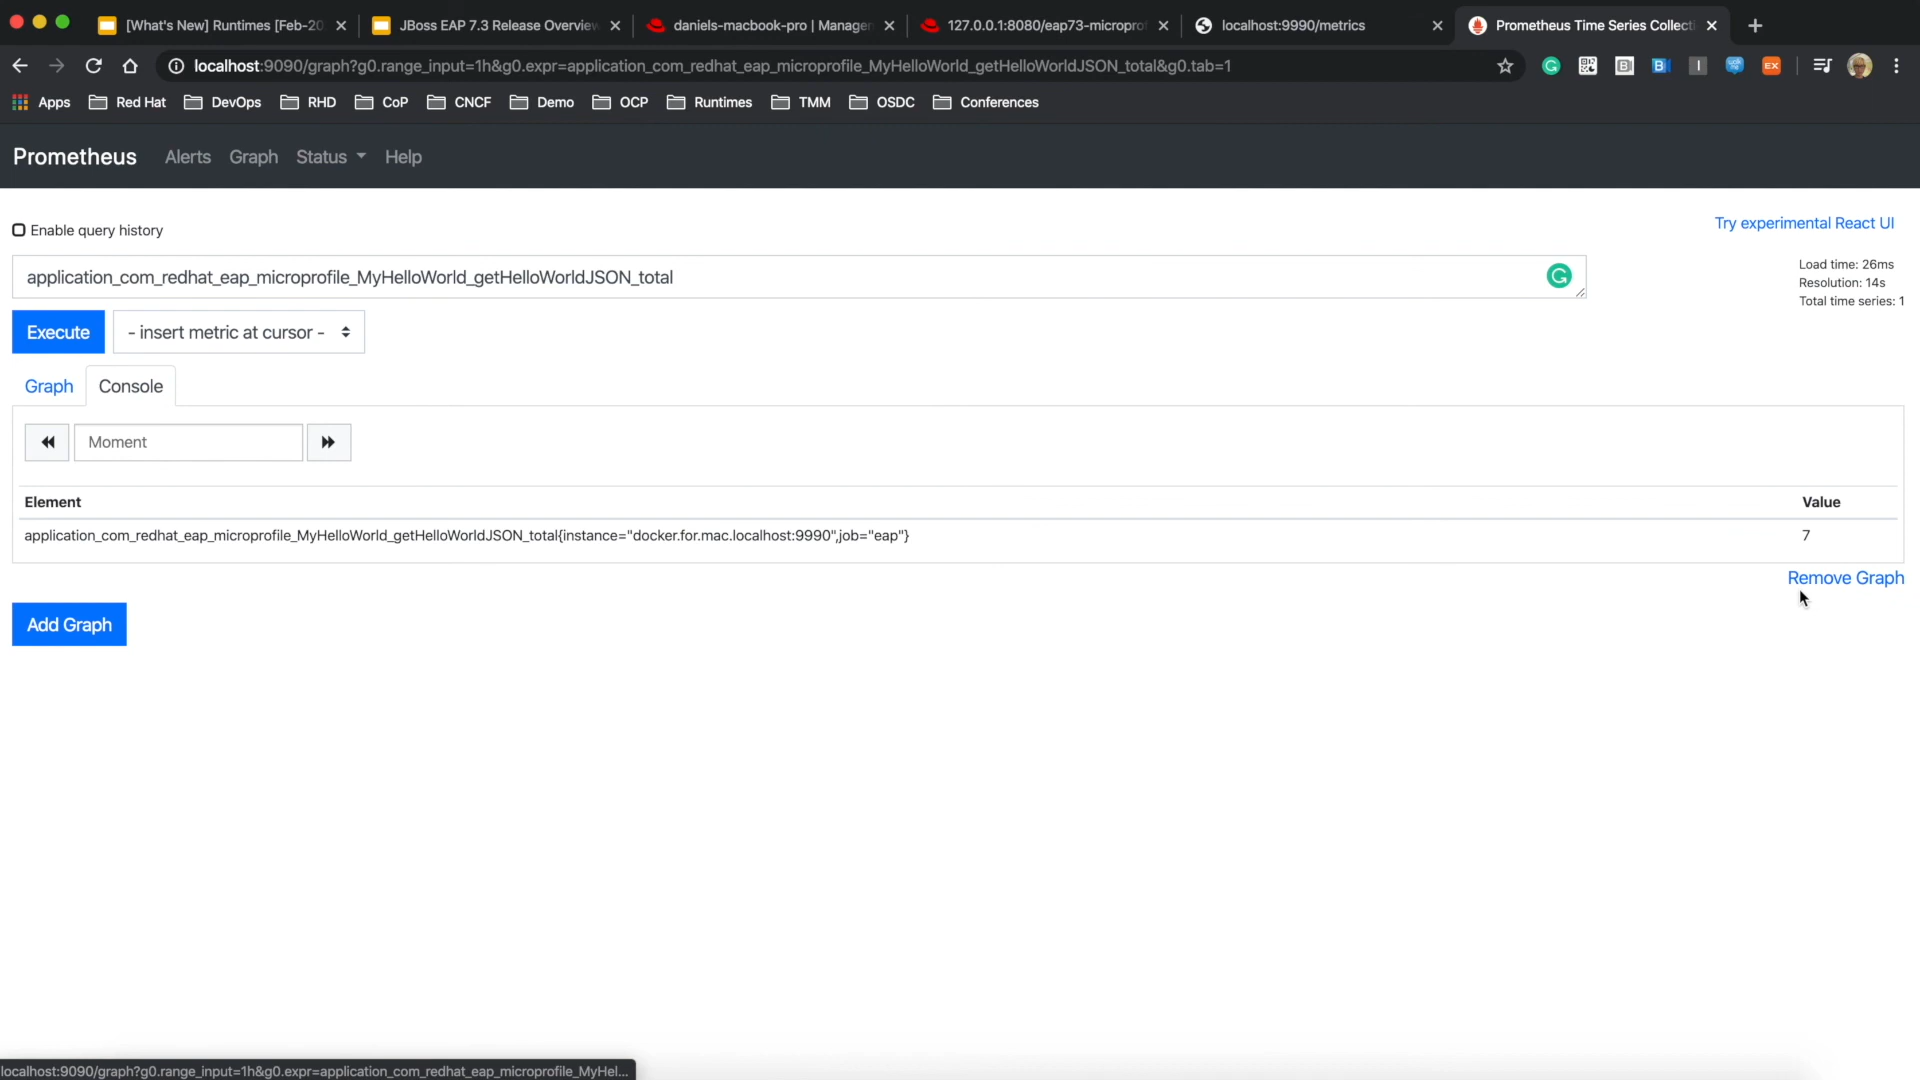 [What's New] Runtimes [Feb-20
JBoss EAP 7.3 Release Overview
daniels-macbook-pro | Manage
127.0.0.1:8080/eap73-micropro
localhost:9990/metrics
Prometheus Time Series Collecti
localhost:9090/graph?g0.range_input=1h&g0.expr=application_com_redhat_eap_microprofile_MyHelloWorld_getHelloWorldJSON_total&g0.tab=1
Apps
Red Hat
DevOps
RHD
CoP
CNCF
Demo
OCP
Runtimes
TMM
OSDC
Conferences
Prometheus
Alerts
Graph
Status
Help
Enable query history
Try experimental React UI
application_com_redhat_eap_microprofile_MyHelloWorld_getHelloWorldJSON_total
Load time: 26ms
Resolution: 14s
Total time series: 1
Execute
- insert metric at cursor -
Graph
Console
Moment
Element
Value
application_com_redhat_eap_microprofile_MyHelloWorld_getHelloWorldJSON_total{instance="docker.for.mac.localhost:9990",job="eap"}
7
Remove Graph
Add Graph
localhost:9090/graph?g0.range_input=1h&g0.expr=application_com_redhat_eap_microprofile_MyHel...